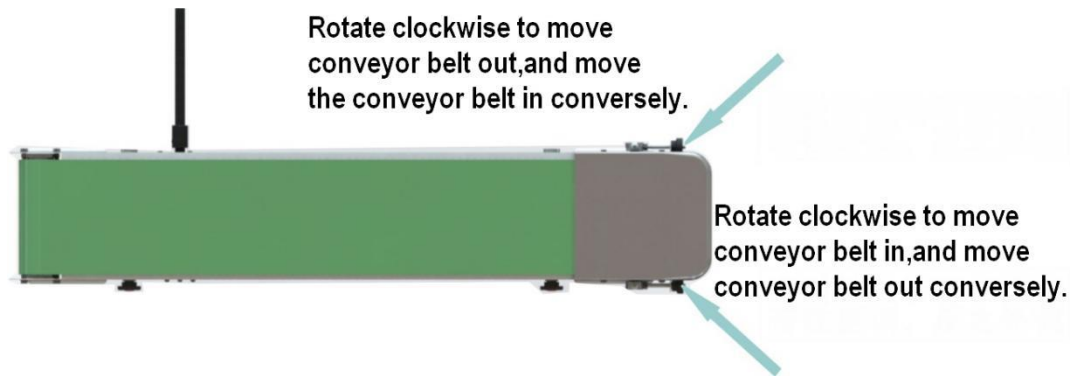 Rotate clockwise to move
conveyor belt out,and move
the conveyor belt in conversely.
Rotate clockwise to move
conveyor belt in,and move
conveyor belt out conversely.